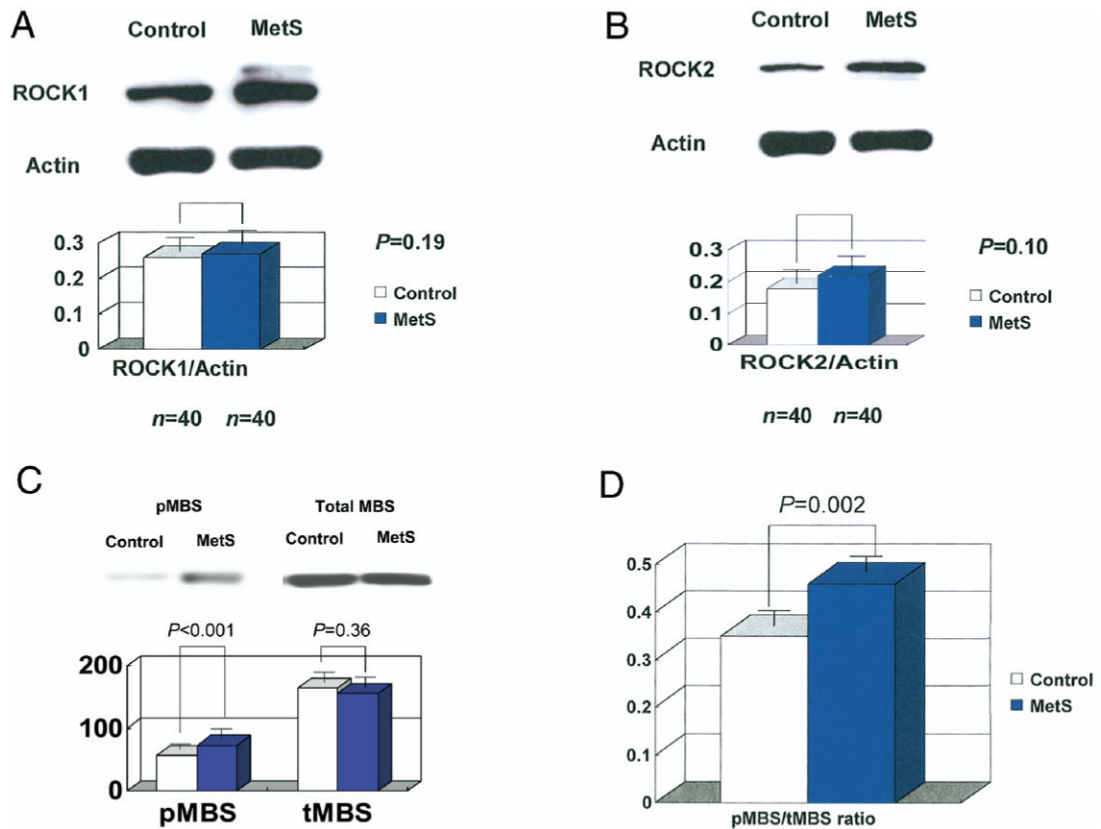 A
Control MetS
ROCK1
Actin
0.3
0.2
0.1
0
P=0.19
Control
MetS
ROCK1/Actin
n=40 n=40
B
Control MetS
ROCK2
Actin
0.3
0.2
0.1
0
P=0.10
Control
MetS
ROCK2/Actin
n=40 n=40
C
pMBS Total MBS
Control MetS Control MetS
P<0.001 P=0.36
200
100
0
pMBS tMBS
D
P=0.002
0.5
0.4
0.3
0.2
0.1
0
Control
MetS
pMBS/tMBS ratio